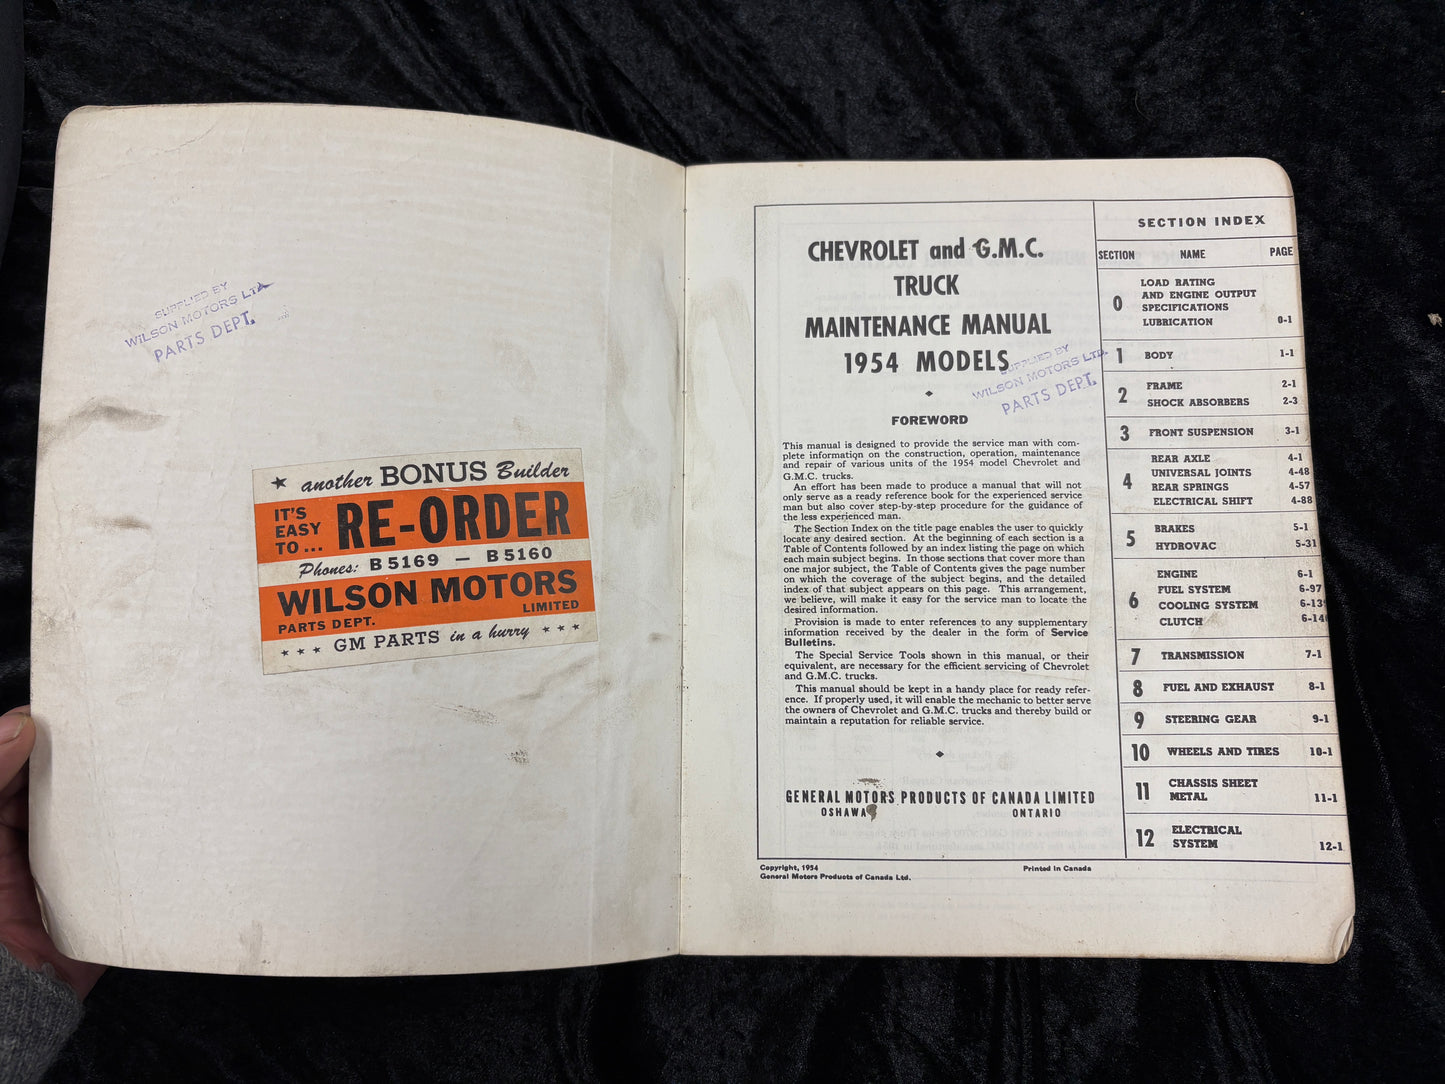 SUPPLIED BY
WILSON MOTORS LTD.
PARTS DEPT.
another BONUS Builder
IT'S
EASY
TO...
RE-ORDER
Phones: B 5169 — B 5160
WILSON MOTORS
LIMITED
PARTS DEPT.
GM PARTS in a hurry
CHEVROLET and G.M.C.
TRUCK
MAINTENANCE MANUAL
1954 MODELS
SUPPLIED BY
WILSON MOTORS LTD.
PARTS DEPT.
FOREWORD
This manual is designed to provide the service man with com-
plete information on the construction, operation, maintenance
and repair of various units of the 1954 model Chevrolet and
G.M.C. trucks.
An effort has been made to produce a manual that will not
only serve as a ready reference book for the experienced service
man but also cover step-by-step procedure for the guidance of
the less experienced man.
The Section Index on the title page enables the user to quickly
locate any desired section. At the beginning of each section is a
Table of Contents followed by an index listing the page on which
each main subject begins. In those sections that cover more than
one major subject, the Table of Contents gives the page number
on which the coverage of the subject begins, and the detailed
index of that subject appears on this page. This arrangement,
we believe, will make it easy for the service man to locate the
desired information.
Provision is made to enter references to any supplementary
information received by the dealer in the form of Service
Bulletins.
The Special Service Tools shown in this manual, or their
equivalent, are necessary for the efficient servicing of Chevrolet
and G.M.C. trucks.
This manual should be kept in a handy place for ready refer-
ence. If properly used, it will enable the mechanic to better serve
the owners of Chevrolet and G.M.C. trucks and thereby build or
maintain a reputation for reliable service.
GENERAL MOTORS PRODUCTS OF CANADA LIMITED
OSHAWA ONTARIO
Copyright, 1954
General Motors Products of Canada Ltd.
Printed in Canada
SECTION INDEX
SECTION NAME PAGE
0 LOAD RATING
AND ENGINE OUTPUT
SPECIFICATIONS
LUBRICATION 0-1
1 BODY 1-1
2 FRAME 2-1
SHOCK ABSORBERS 2-3
3 FRONT SUSPENSION 3-1
4 REAR AXLE 4-1
UNIVERSAL JOINTS 4-48
REAR SPRINGS 4-57
ELECTRICAL SHIFT 4-88
5 BRAKES 5-1
HYDROVAC 5-31
6 ENGINE 6-1
FUEL SYSTEM 6-97
COOLING SYSTEM 6-13
CLUTCH 6-14
7 TRANSMISSION 7-1
8 FUEL AND EXHAUST 8-1
9 STEERING GEAR 9-1
10 WHEELS AND TIRES 10-1
11 CHASSIS SHEET
METAL 11-1
12 ELECTRICAL
SYSTEM 12-1